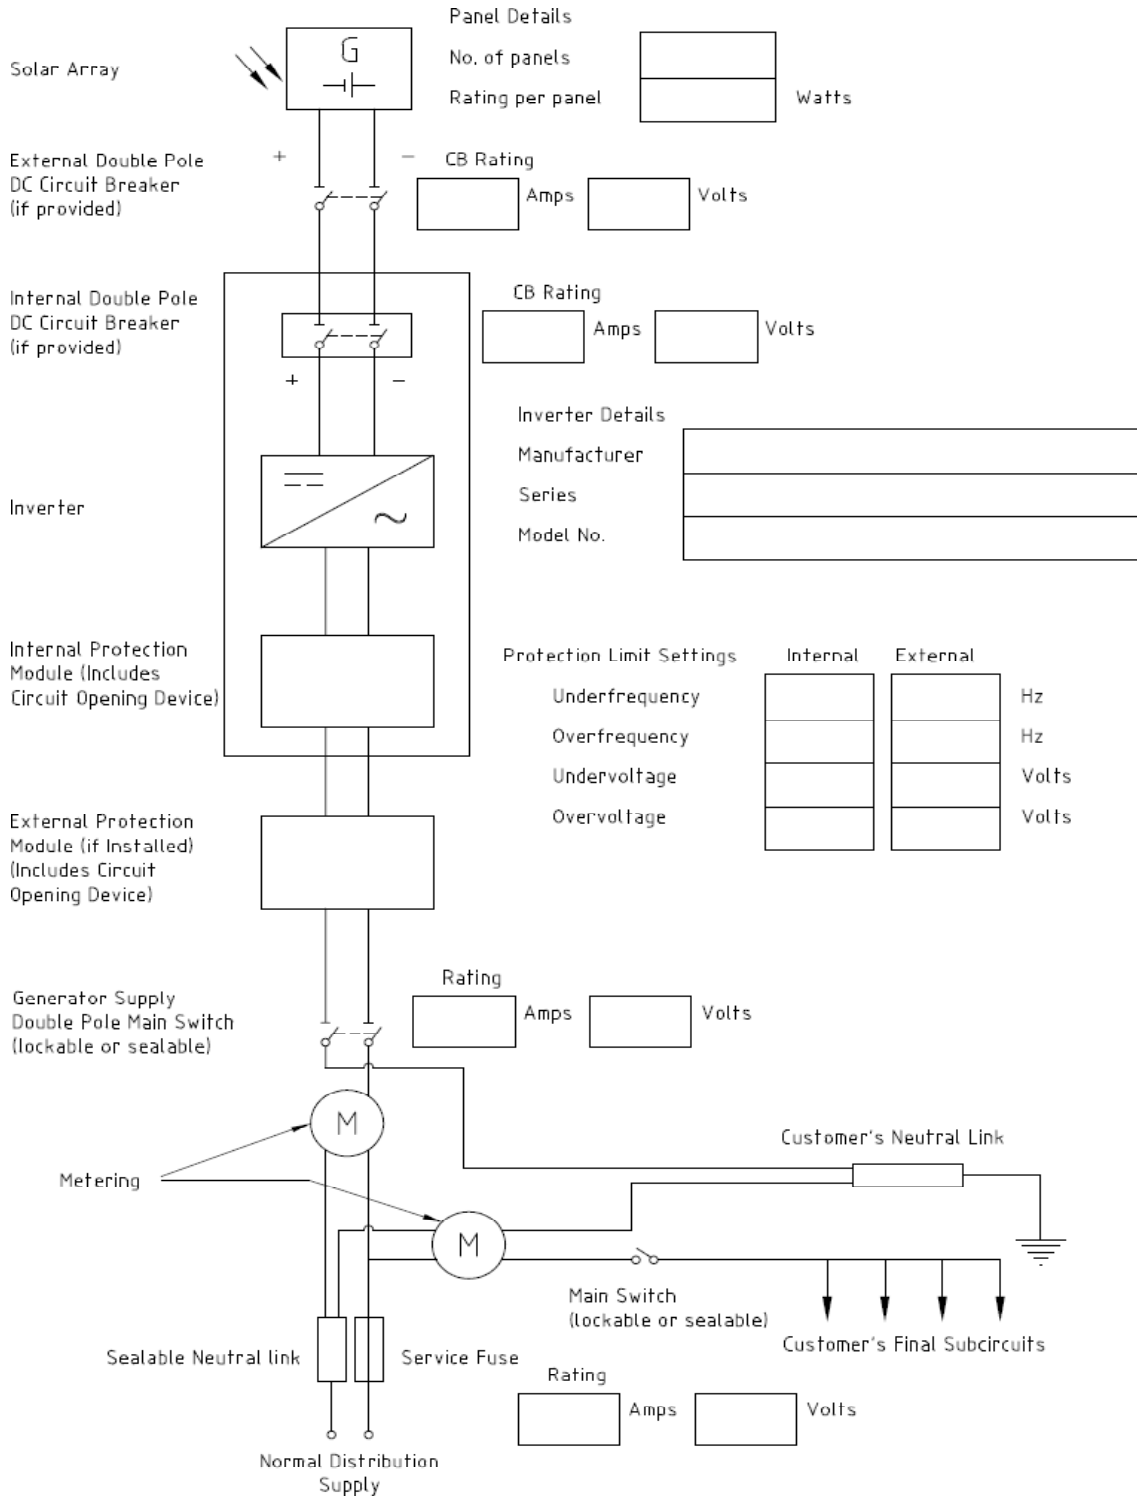 Panel Details
G
No. of panels
Solar Array
Rating per panel
Watts
External Double Pole
DC Circuit Breaker
(if provided)
+
−
CB Rating
Amps
Volts
Internal Double Pole
DC Circuit Breaker
(if provided)
CB Rating
Amps
Volts
+
−
Inverter Details
Manufacturer
Series
Model No.
Inverter
Internal Protection
Module (Includes
Circuit Opening Device)
Protection Limit Settings
Internal
External
Underfrequency
Hz
Overfrequency
Hz
Undervoltage
Volts
Overvoltage
Volts
External Protection
Module (if Installed)
(Includes Circuit
Opening Device)
Generator Supply
Double Pole Main Switch
(lockable or sealable)
Rating
Amps
Volts
M
Metering
Customer's Neutral Link
M
Main Switch
(lockable or sealable)
Customer's Final Subcircuits
Sealable Neutral link
Service Fuse
Rating
Amps
Volts
Normal Distribution
Supply